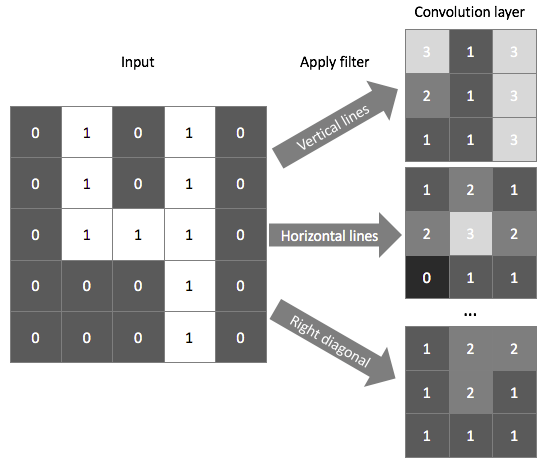 Convolution layer
Input
Apply filter
0 1 0 1 0
0 1 0 1 0
0 1 1 1 0
0 0 0 1 0
0 0 0 1 0
Vertical lines
Horizontal lines
Right diagonal
3 1 3
2 1 3
1 1 3
1 2 1
2 3 2
0 1 1
...
1 2 2
1 2 1
1 1 1